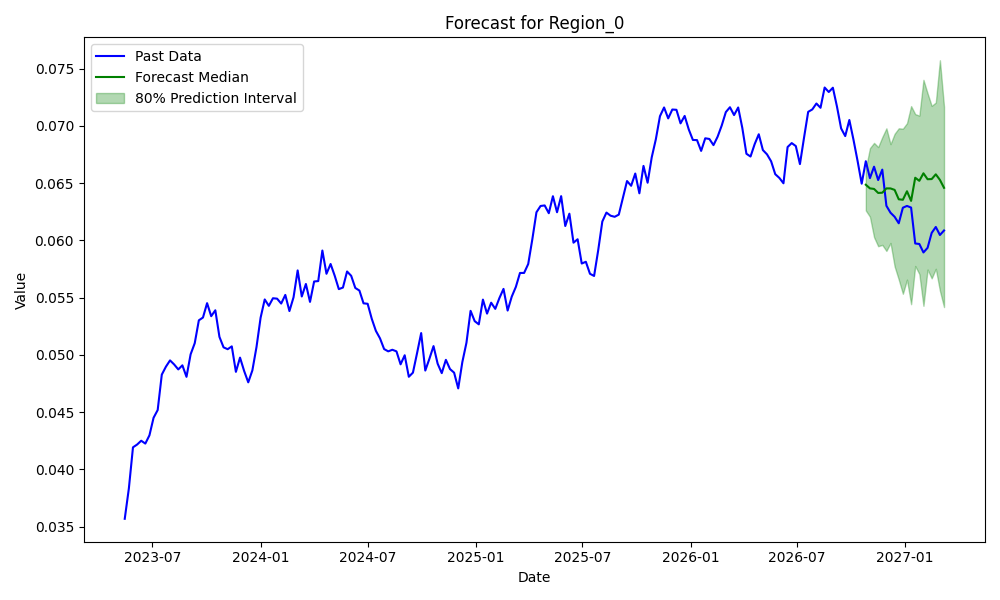 Forecast for Region_0
Past Data
Forecast Median
80% Prediction Interval
Value
0.075
0.070
0.065
0.060
0.055
0.050
0.045
0.040
0.035
2023-07
2024-01
2024-07
2025-01
2025-07
2026-01
2026-07
2027-01
Date